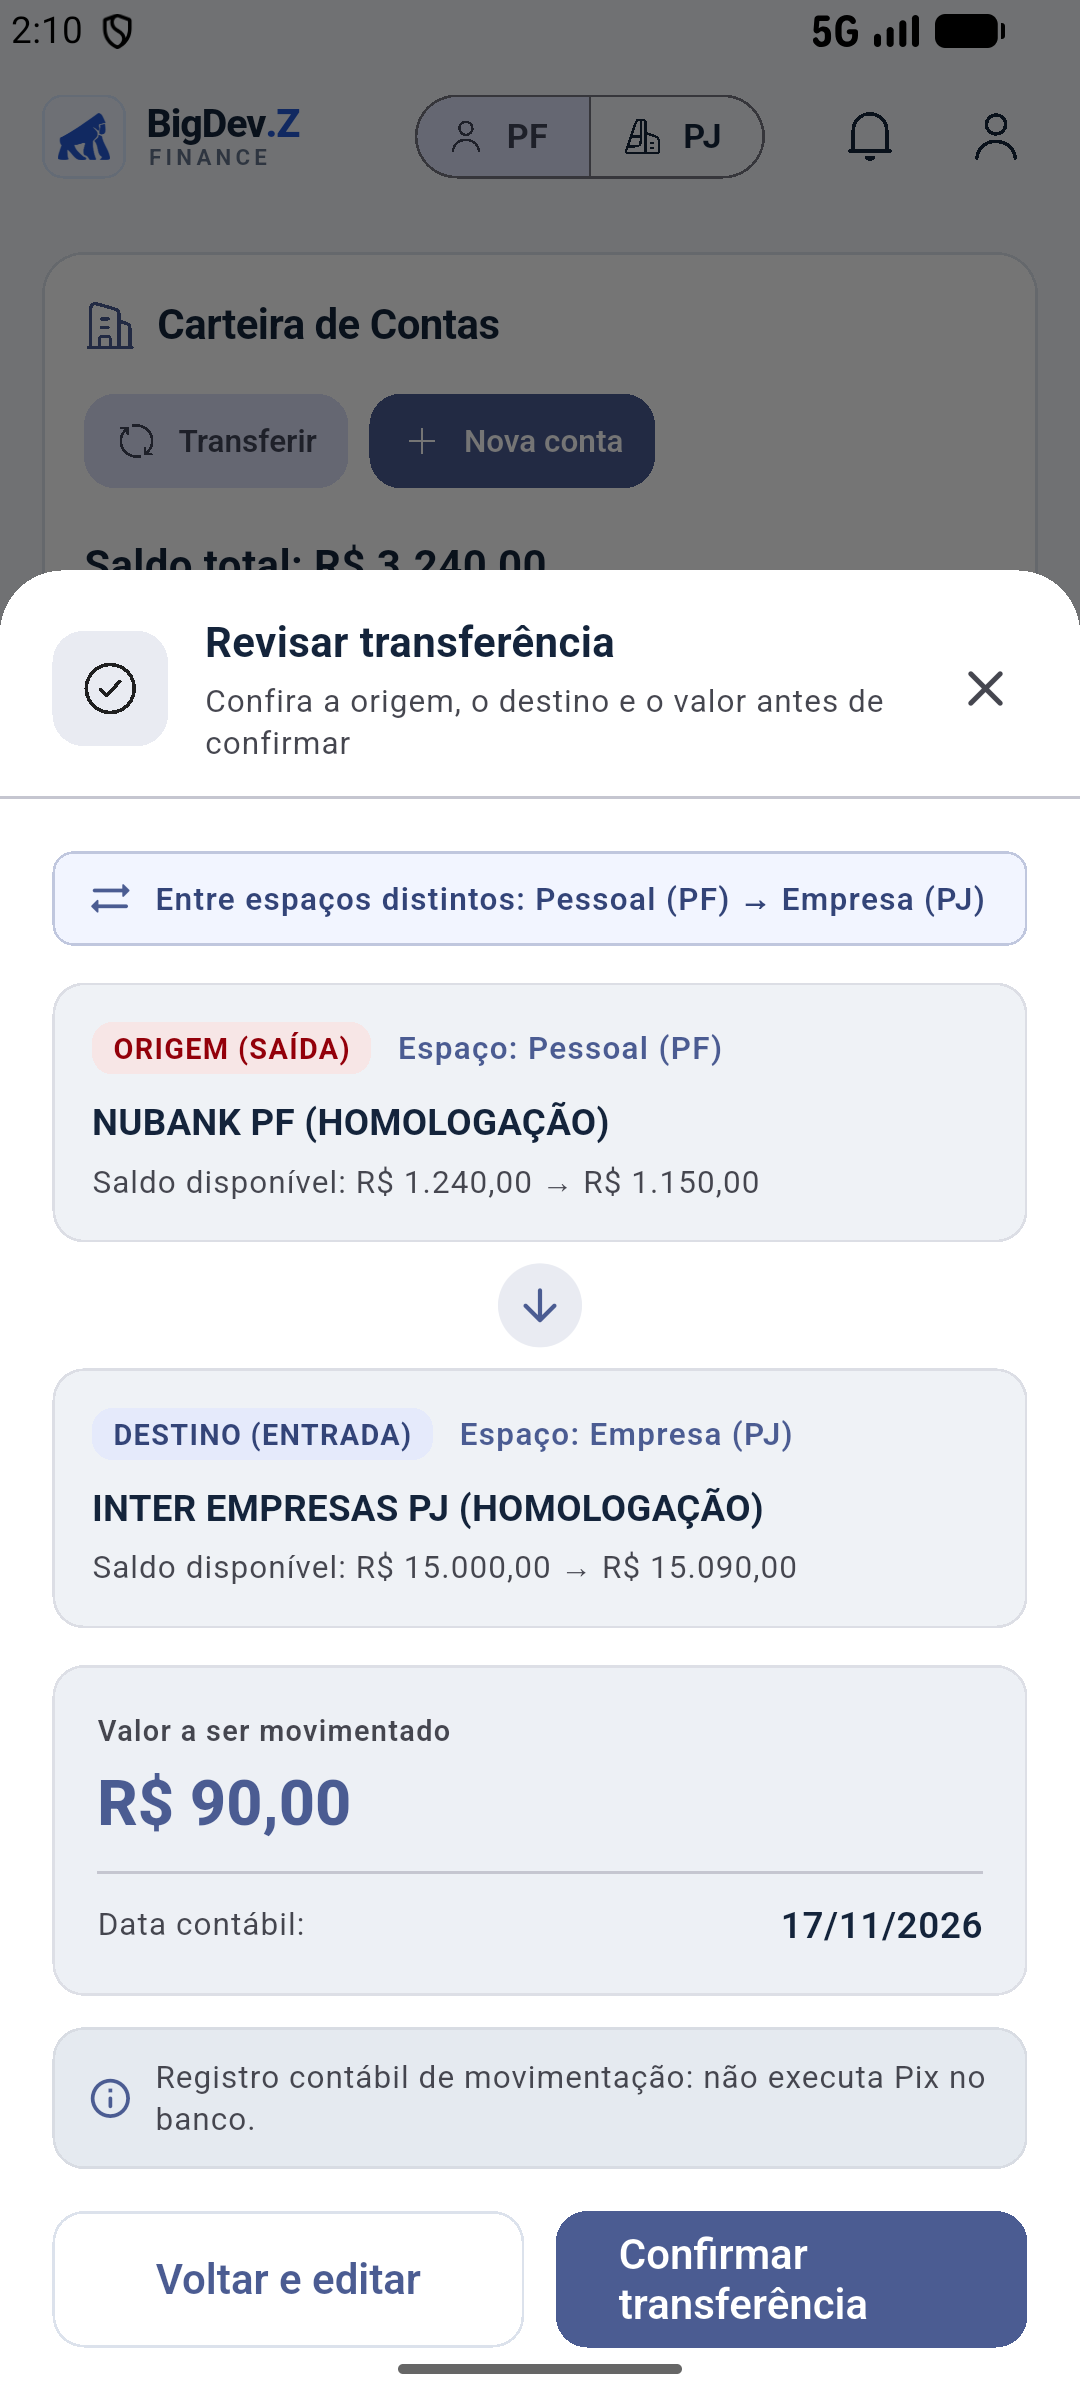 2:10
5G
BigDev.Z
FINANCE
PF
PJ
Carteira de Contas
Transferir
Nova conta
Saldo total: R$ 3.240,00
Revisar transferência
Confira a origem, o destino e o valor antes de
confirmar
Entre espaços distintos: Pessoal (PF) → Empresa (PJ)
ORIGEM (SAÍDA)
Espaço: Pessoal (PF)
NUBANK PF (HOMOLOGAÇÃO)
Saldo disponível: R$ 1.240,00 → R$ 1.150,00
DESTINO (ENTRADA)
Espaço: Empresa (PJ)
INTER EMPRESAS PJ (HOMOLOGAÇÃO)
Saldo disponível: R$ 15.000,00 → R$ 15.090,00
Valor a ser movimentado
R$ 90,00
Data contábil:
17/11/2026
Registro contábil de movimentação: não executa Pix no
banco.
Voltar e editar
Confirmar
transferência